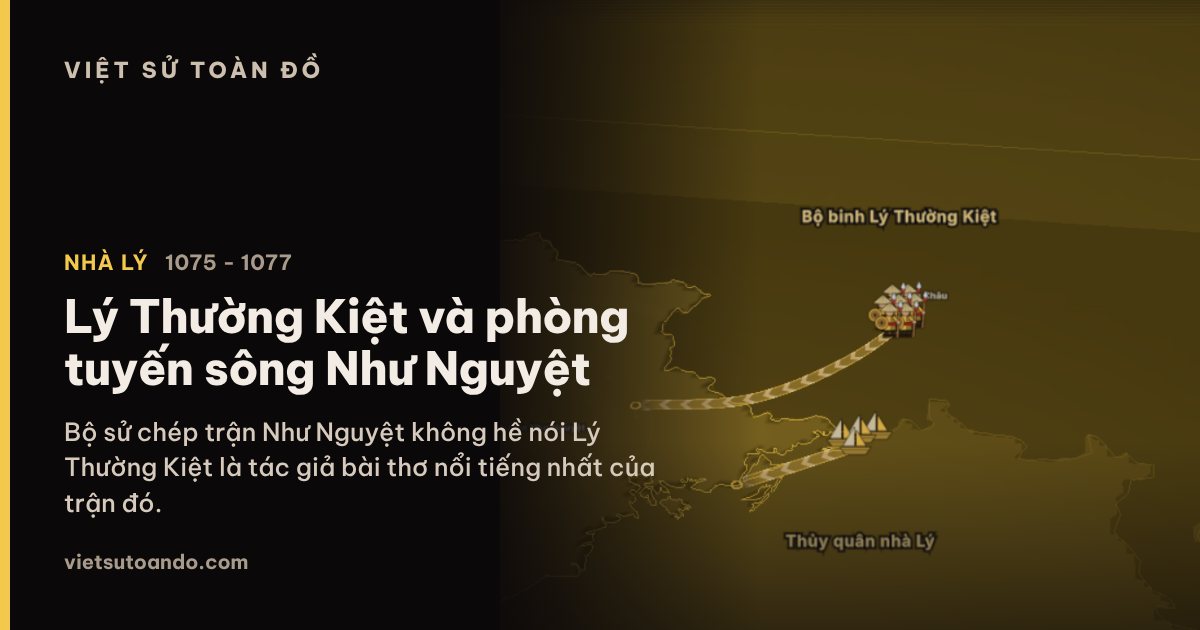 VIỆT SỬ TOÀN ĐỒ
NHÀ LÝ 1075 - 1077
Lý Thường Kiệt và phòng
tuyến sông Như Nguyệt
Bộ sử chép trận Như Nguyệt không hề nói Lý
Thường Kiệt là tác giả bài thơ nổi tiếng nhất của
trận đó.
vietsutoando.com
Bộ binh Lý Thường Kiệt
Khâu
Thủy quân nhà Lý